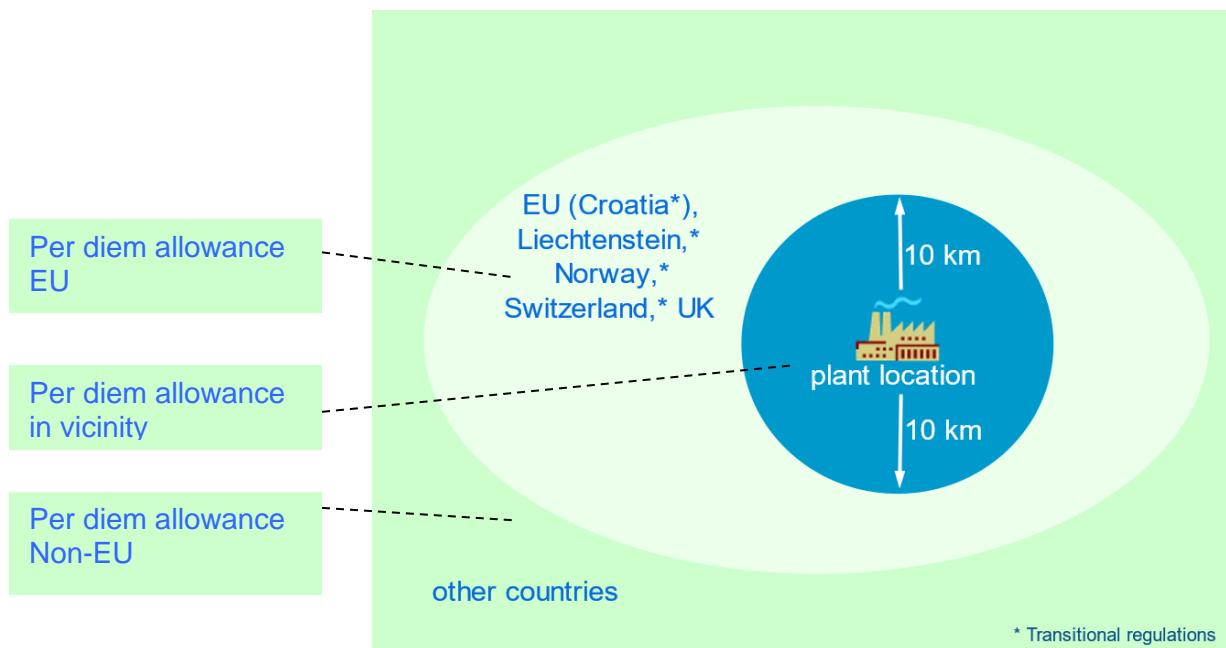 Per diem allowance
EU
Per diem allowance
in vicinity
Per diem allowance
Non-EU
EU (Croatia*),
Liechtenstein,*
Norway,*
Switzerland,* UK
10 km
plant location
10 km
other countries
* Transitional regulations